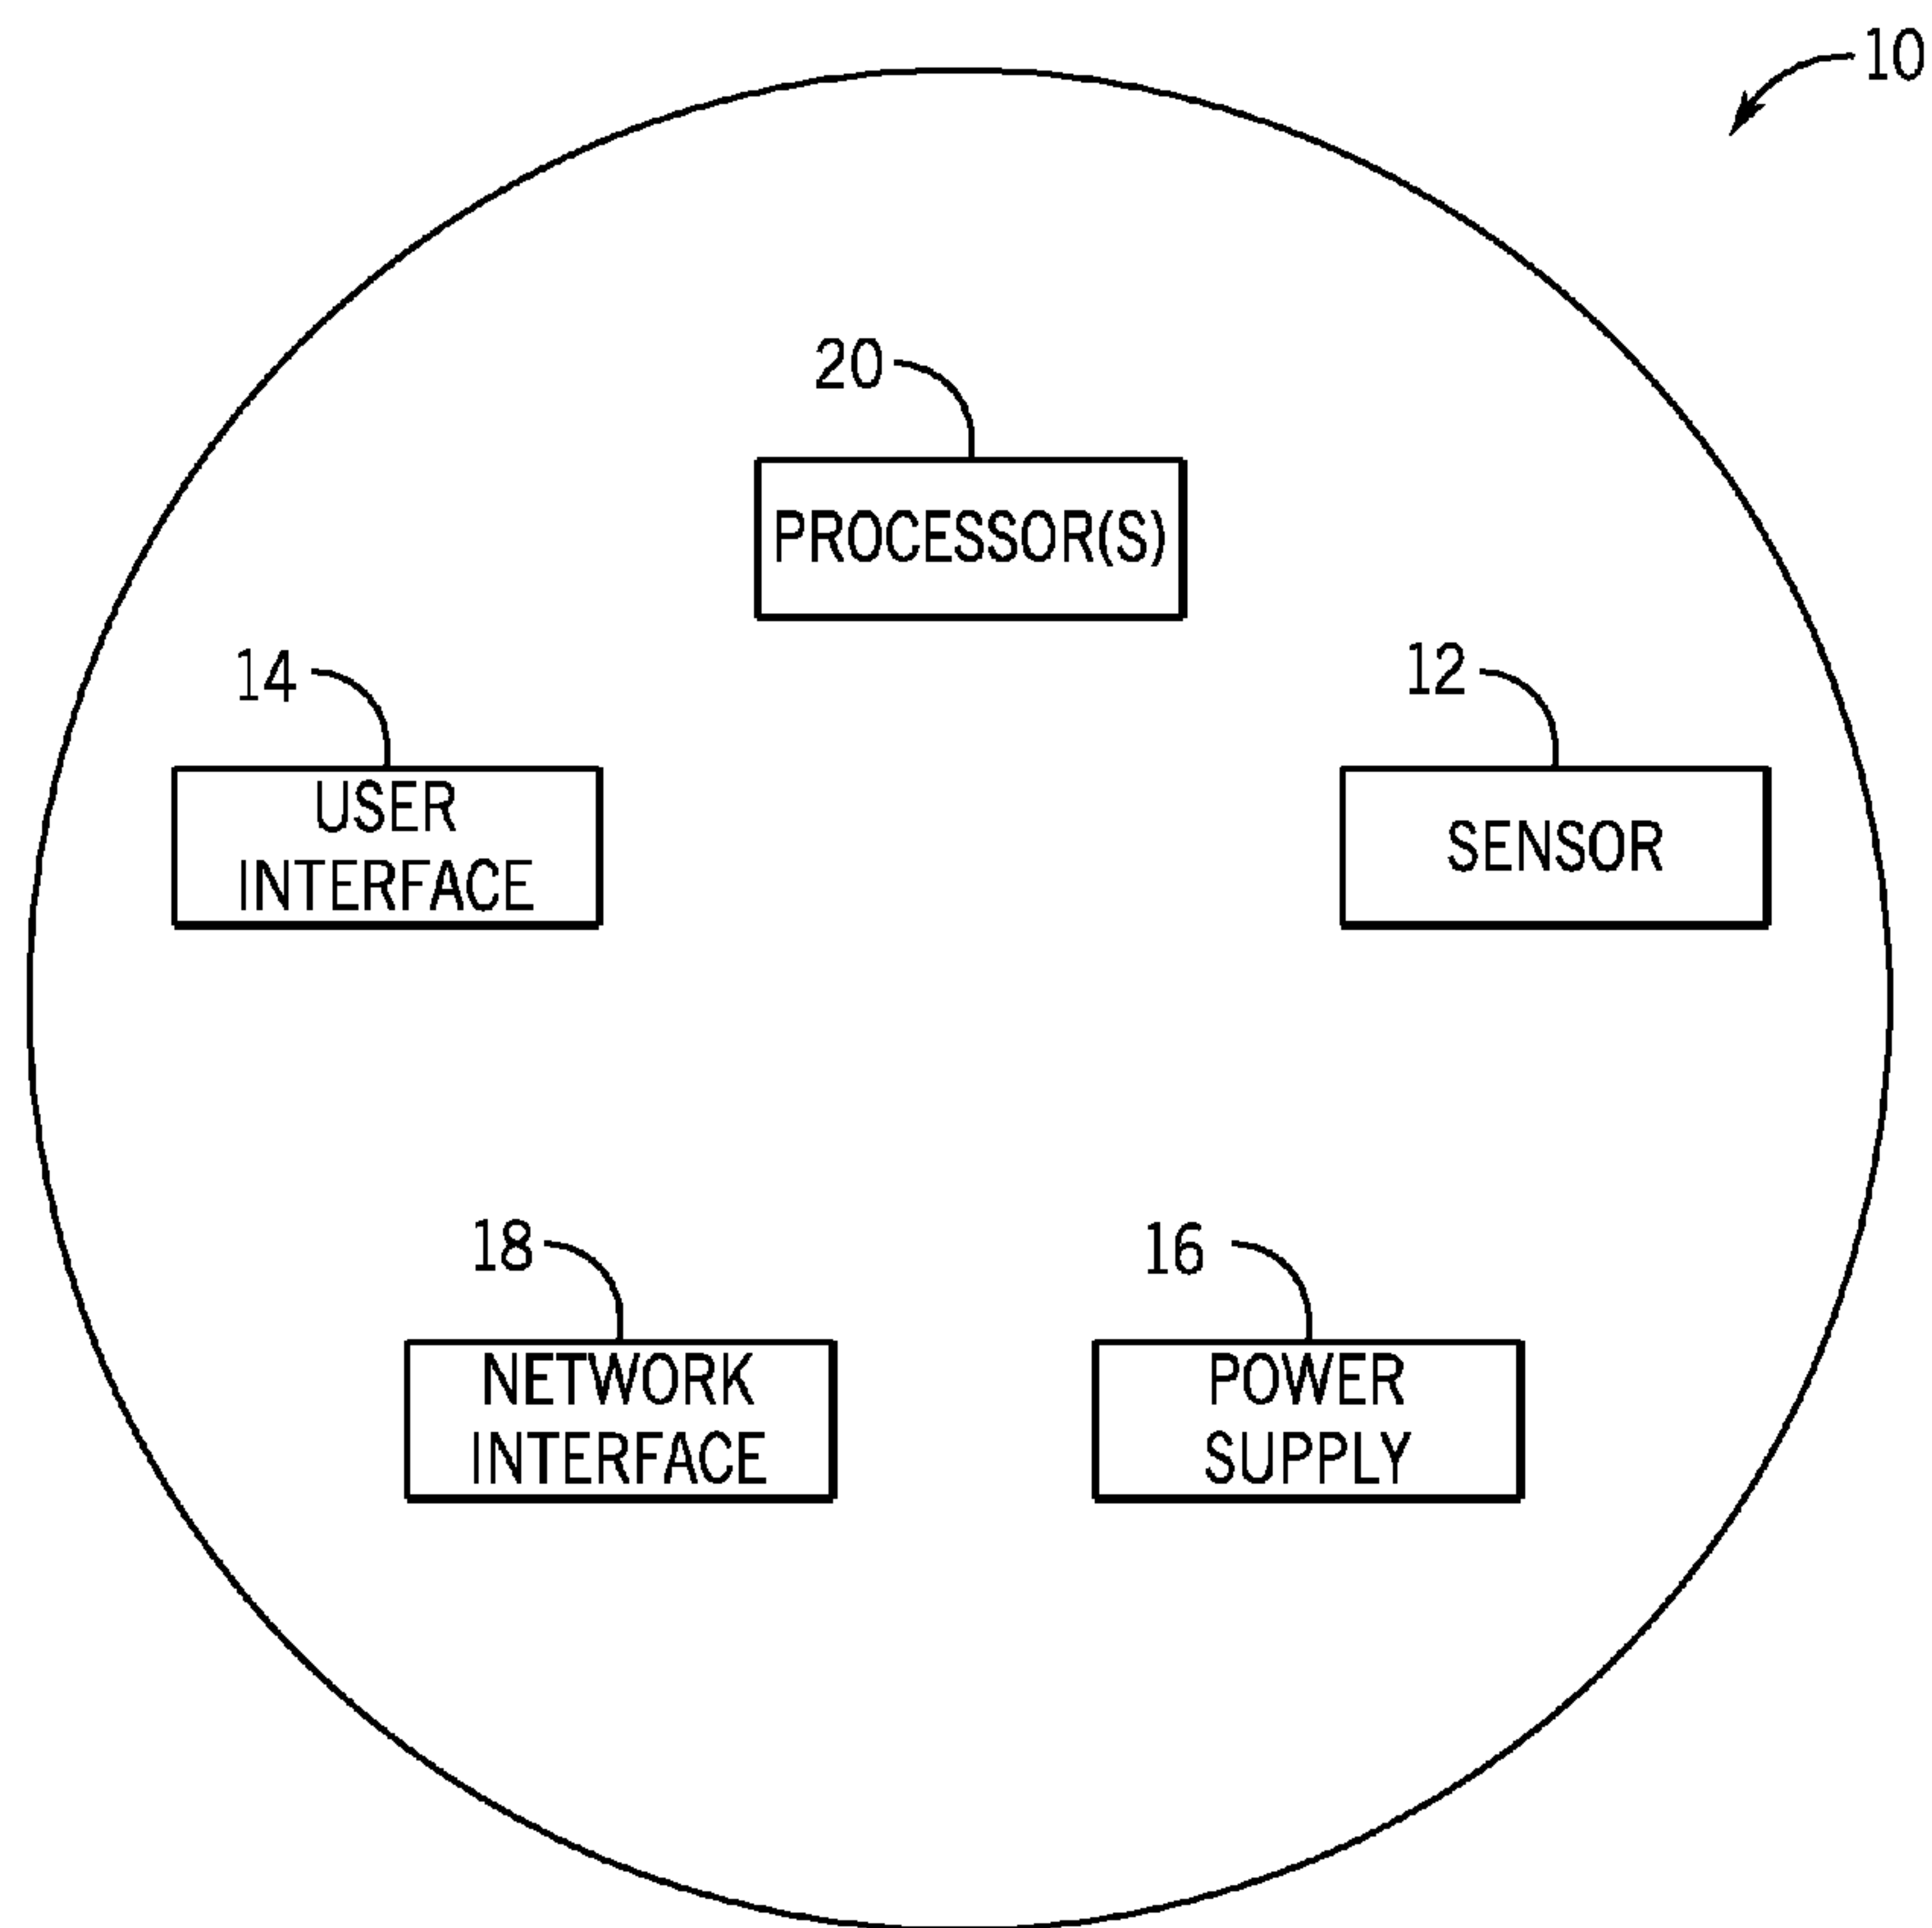 10
20
PROCESSOR(S)
14
USER
INTERFACE
12
SENSOR
18
NETWORK
INTERFACE
16
POWER
SUPPLY